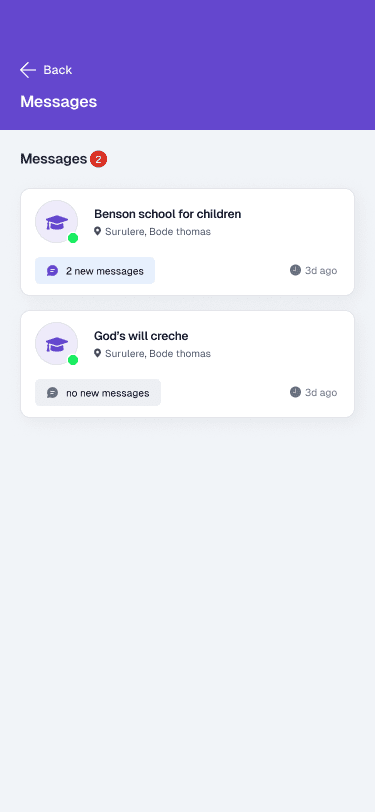 Back
Messages
Messages 2
Benson school for children
Surulere, Bode thomas
2 new messages
3d ago
God's will creche
Surulere, Bode thomas
no new messages
3d ago